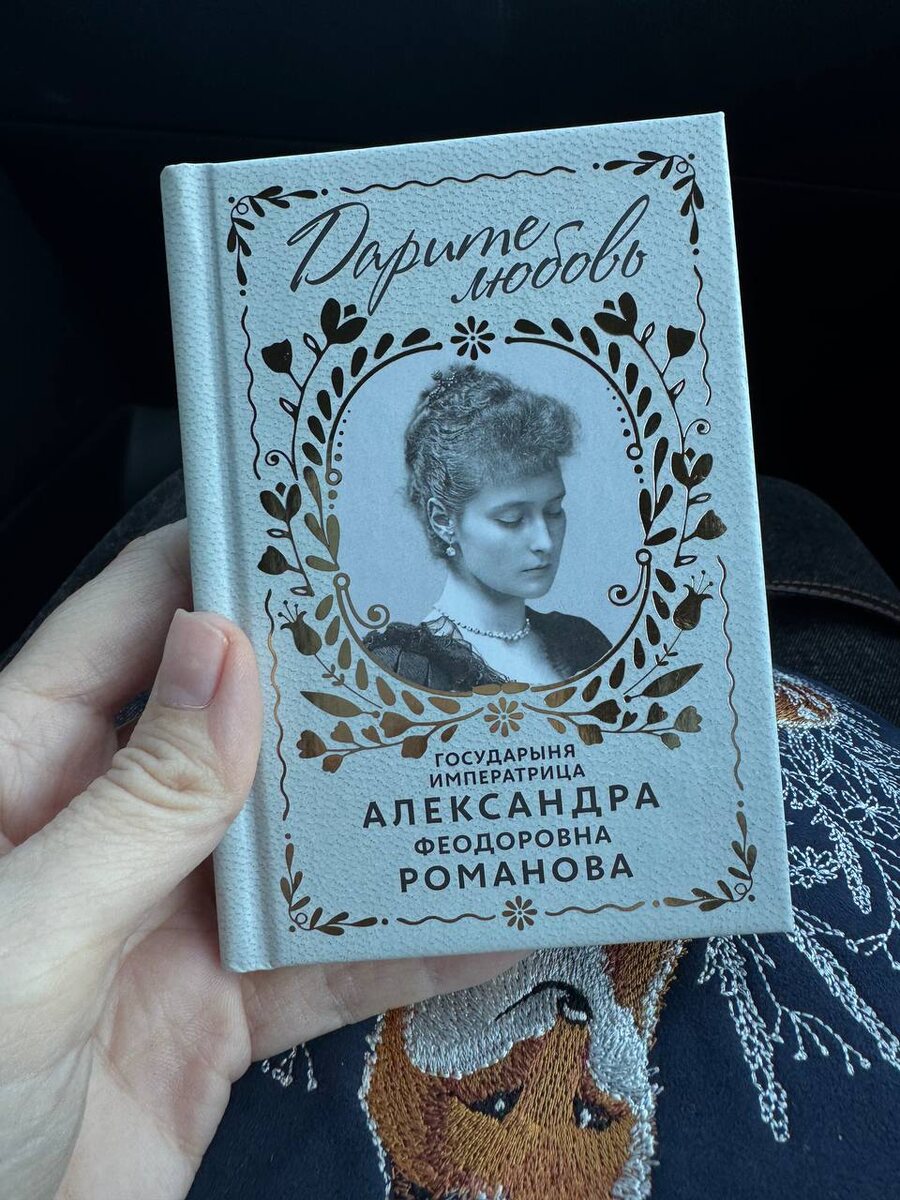 Дарите
любовь
ГОСУДАРЫНЯ
ИМПЕРАТРИЦА
АЛЕКСАНДРА
ФЕОДОРОВНА
РОМАНОВА